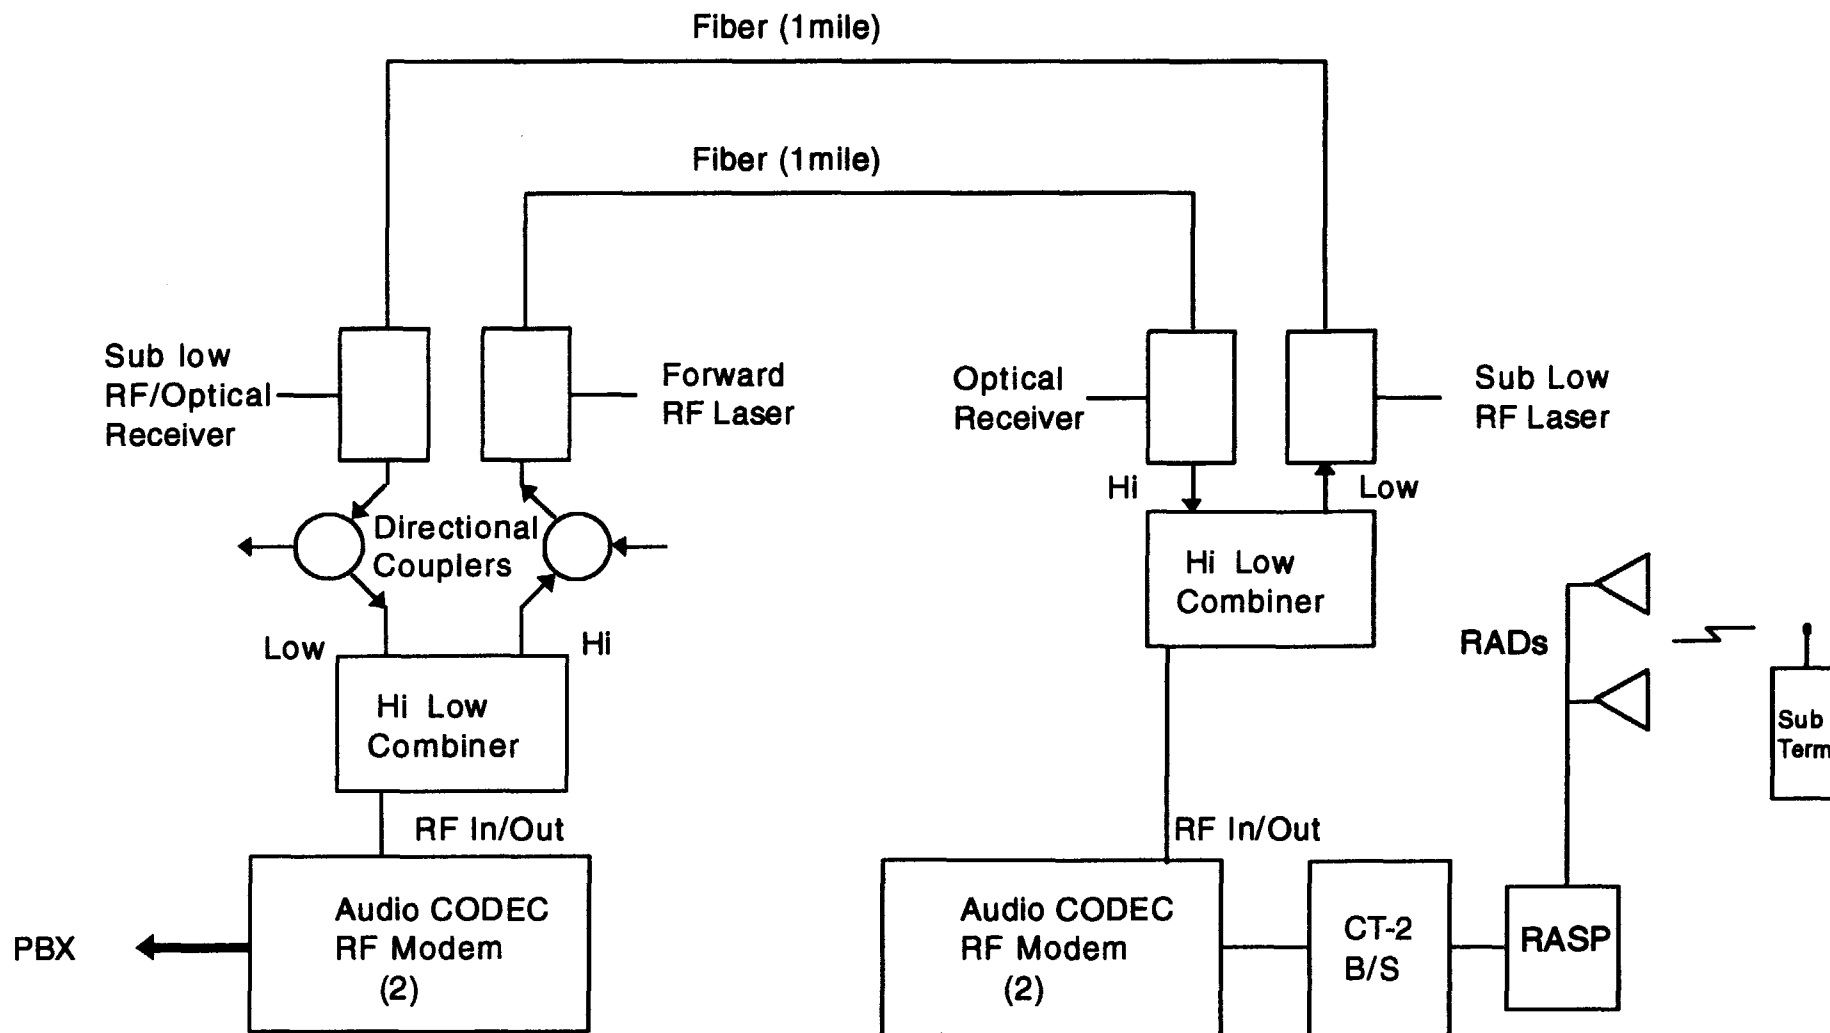 Fiber (1mile)
Fiber (1mile)
Sub low
RF/Optical
Receiver
Forward
RF Laser
Optical
Receiver
Sub Low
RF Laser
Hi
Low
Directional
Couplers
Hi Low
Combiner
Low
Hi
RADs
Hi Low
Combiner
Sub
Term
RF In/Out
RF In/Out
Audio CODEC
RF Modem
(2)
PBX
Audio CODEC
RF Modem
(2)
CT-2
B/S
RASP